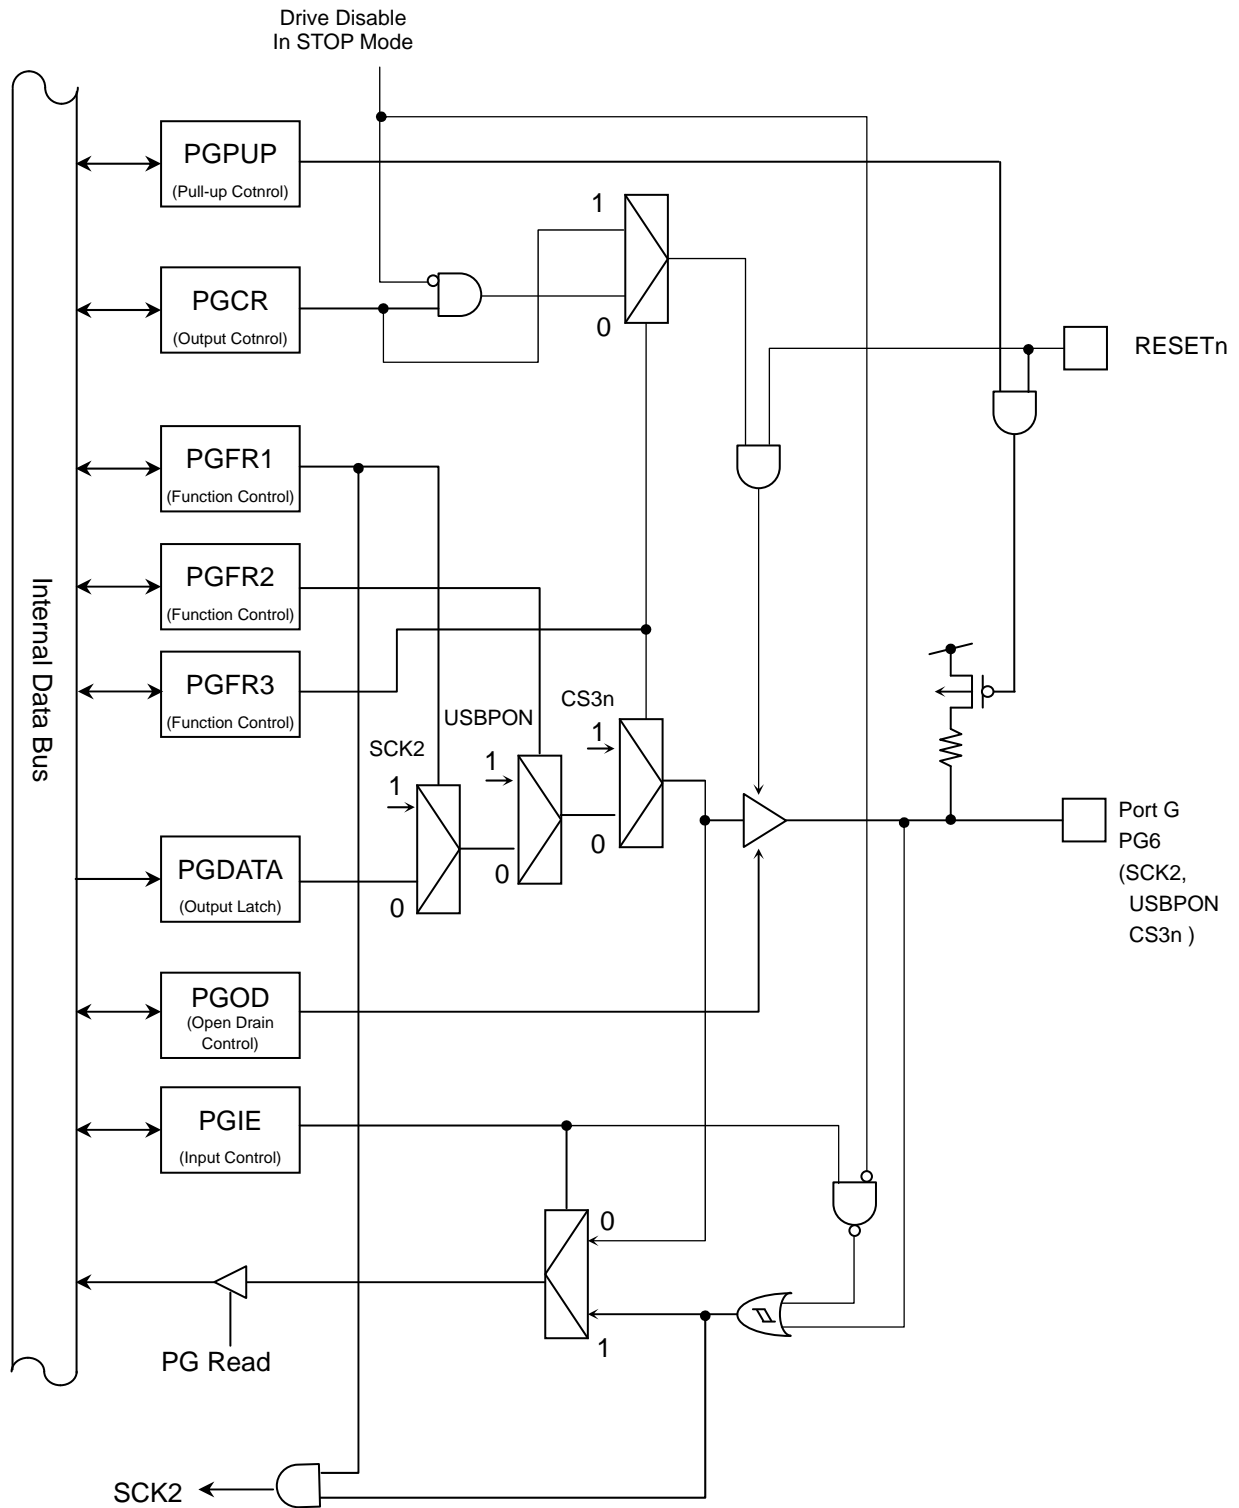 Drive Disable
In STOP Mode
PGPUP
(Pull-up Cotnrol)
1
PGCR
(Output Cotnrol)
0
RESETn
PGFR1
(Function Control)
PGFR2
(Function Control)
Internal Data Bus
PGFR3
(Function Control)
CS3n
USBPON
SCK2
1
1
1
0
0
0
Port G
PG6
(SCK2,
USBPON
CS3n )
PGDATA
(Output Latch)
PGOD
(Open Drain
Control)
PGIE
(Input Control)
0
1
PG Read
SCK2